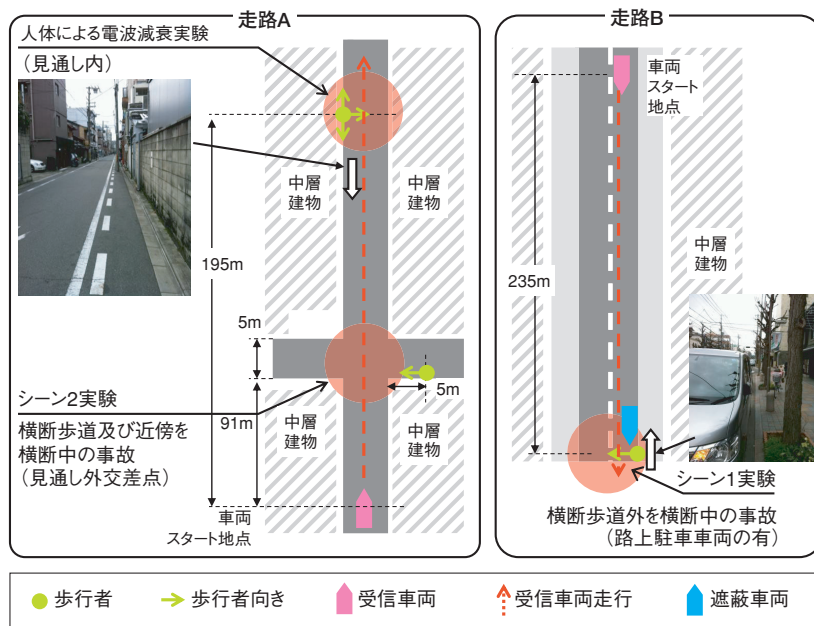 走路A
人体による電波減衰実験
（見通し内）
中層
建物
中層
建物
195m
5m
5m
シーン2実験
91m
横断歩道及び近傍を
横断中の事故
（見通し外交差点）
中層
建物
中層
建物
車両
スタート地点
走路B
車両
スタート
地点
中層
建物
235m
シーン1実験
横断歩道外を横断中の事故
（路上駐車車両の有）
歩行者
歩行者向き
受信車両
受信車両走行
遮蔽車両